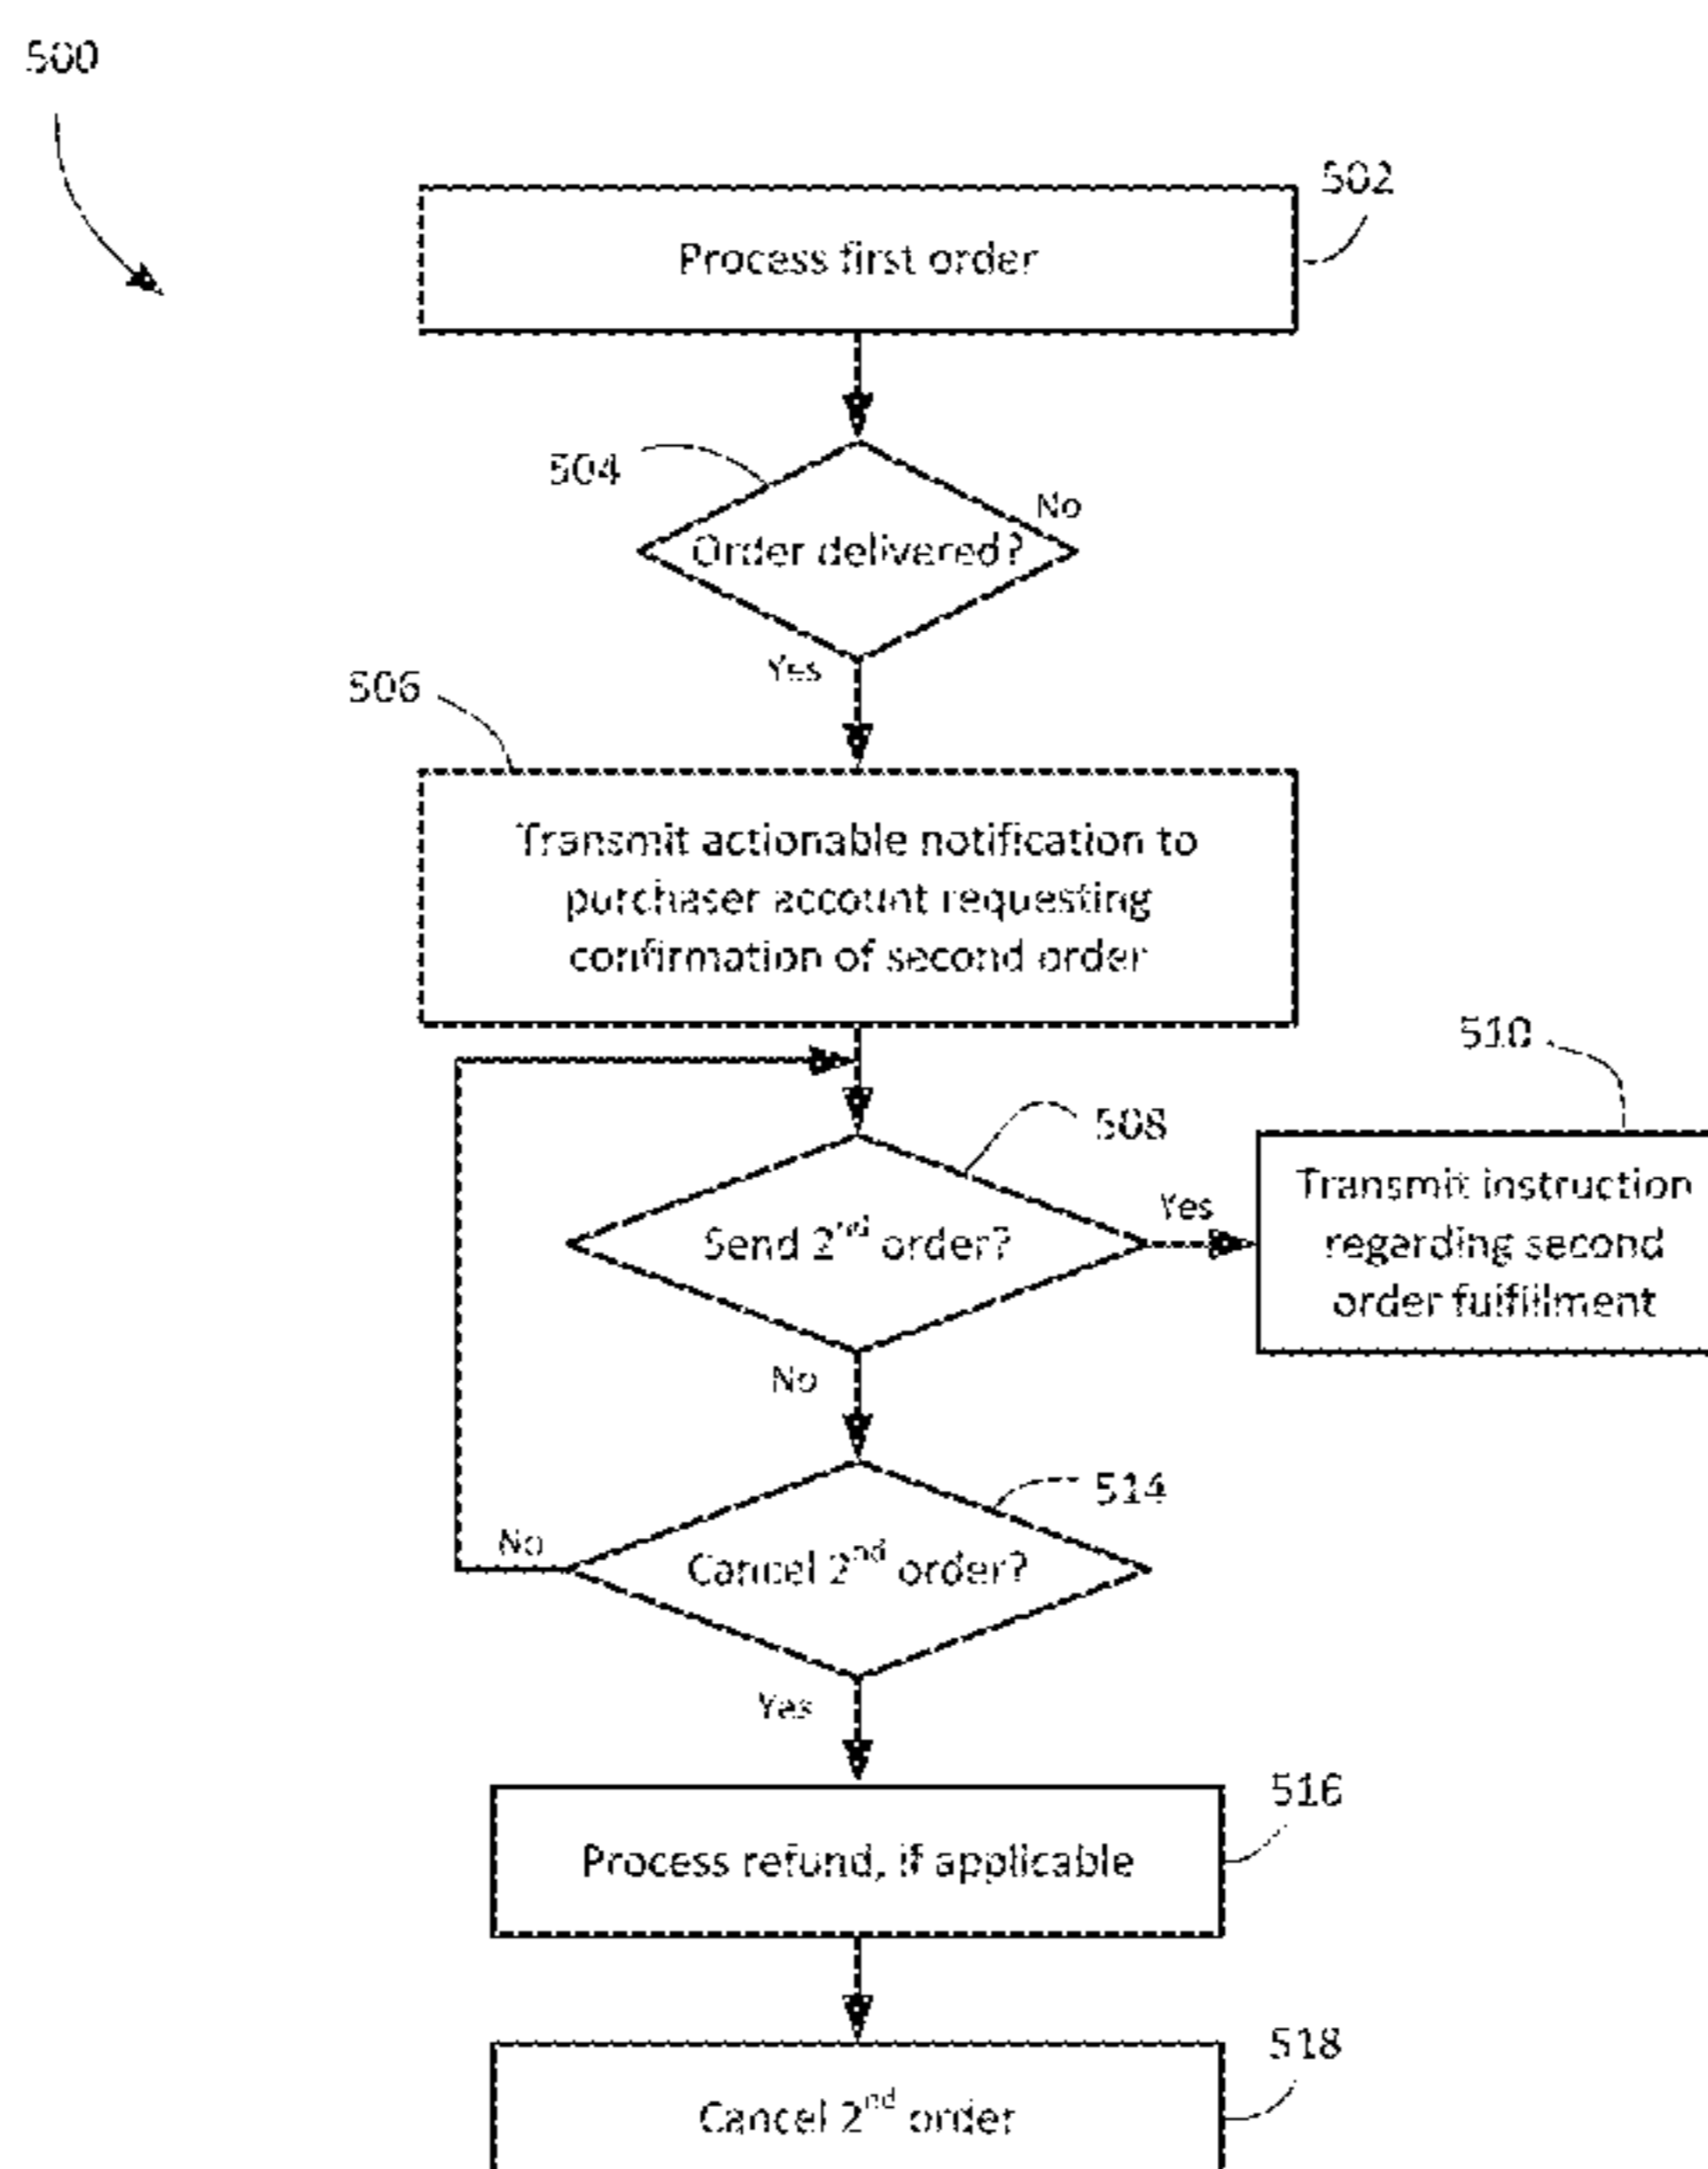 500
502
Process first order
504
No
Order delivered?
Yes
506
Transmit actionable notification to
purchaser account requesting
confirmation of second order
510
508
Yes
Send 2nd order?
Transmit instruction
regarding second
order fulfillment
No
514
No
Cancel 2nd order?
Yes
516
Process refund, if applicable
518
Cancel 2nd order